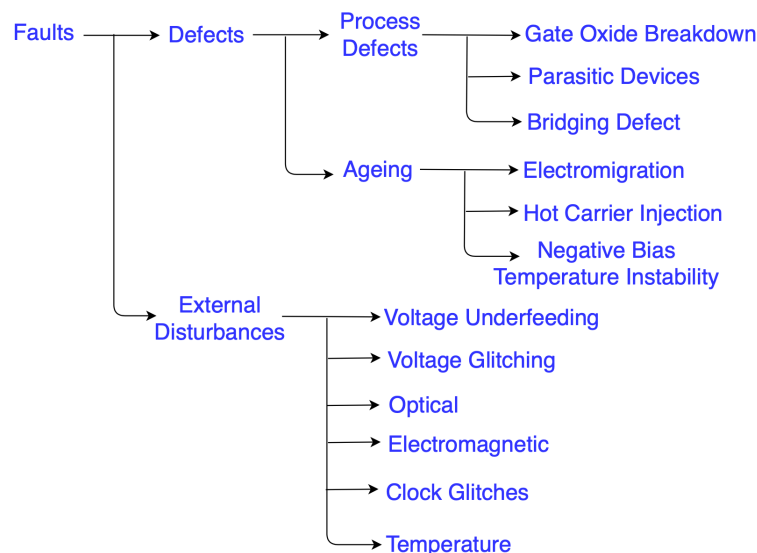 Faults
Defects
Process
Defects
Gate Oxide Breakdown
Parasitic Devices
Bridging Defect
Ageing
Electromigration
Hot Carrier Injection
Negative Bias
Temperature Instability
External
Disturbances
Voltage Underfeeding
Voltage Glitching
Optical
Electromagnetic
Clock Glitches
Temperature